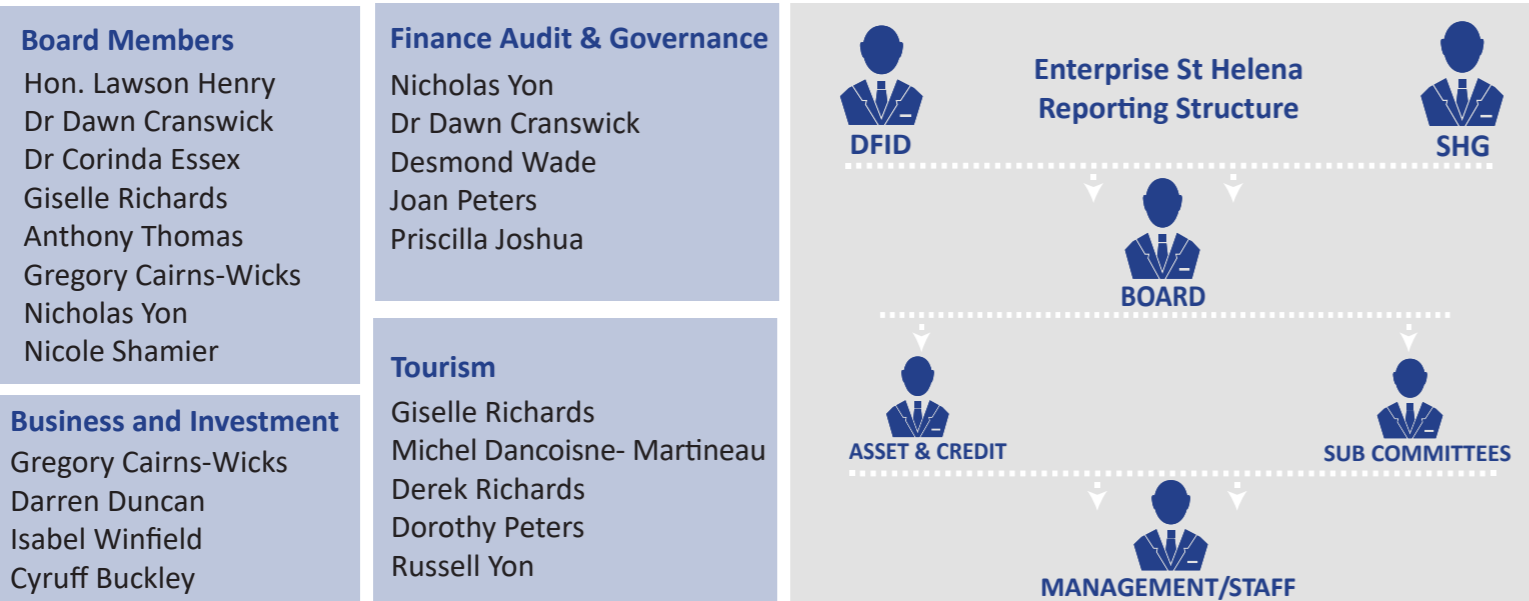 Board Members
Hon. Lawson Henry
Dr Dawn Cranswick
Dr Corinda Essex
Giselle Richards
Anthony Thomas
Gregory Cairns-Wicks
Nicholas Yon
Nicole Shamier
Business and Investment
Gregory Cairns-Wicks
Darren Duncan
Isabel Winfield
Cyruff Buckley
Finance Audit & Governance
Nicholas Yon
Dr Dawn Cranswick
Desmond Wade
Joan Peters
Priscilla Joshua
Tourism
Giselle Richards
Michel Dancoisne- Martineau
Derek Richards
Dorothy Peters
Russell Yon
Enterprise St Helena
Reporting Structure
DFID
SHG
BOARD
ASSET & CREDIT
SUB COMMITTEES
MANAGEMENT/STAFF